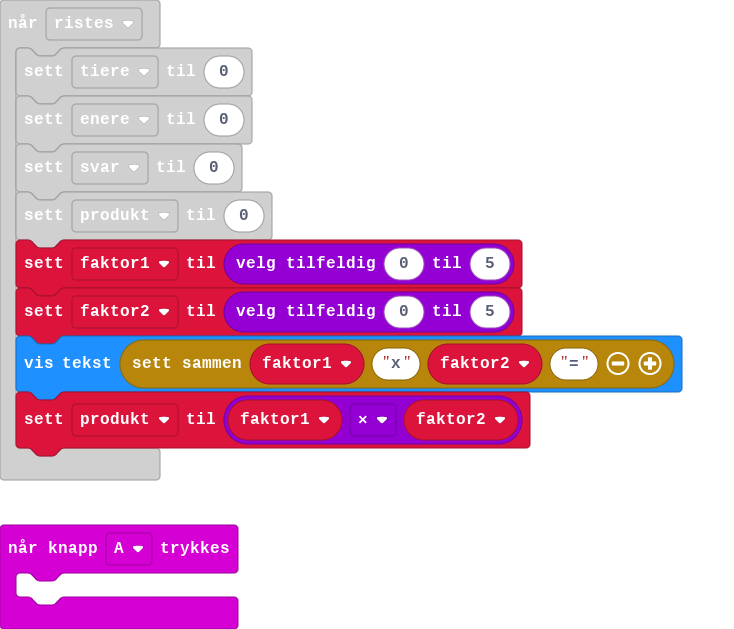 når ristes
sett tiere til 0
sett enere til 0
sett svar til 0
sett produkt til 0
sett faktor1 til velg tilfeldig 0 til 5
sett faktor2 til velg tilfeldig 0 til 5
vis tekst sett sammen faktor1 "x" faktor2 "="
sett produkt til faktor1 × faktor2
når knapp A trykkes